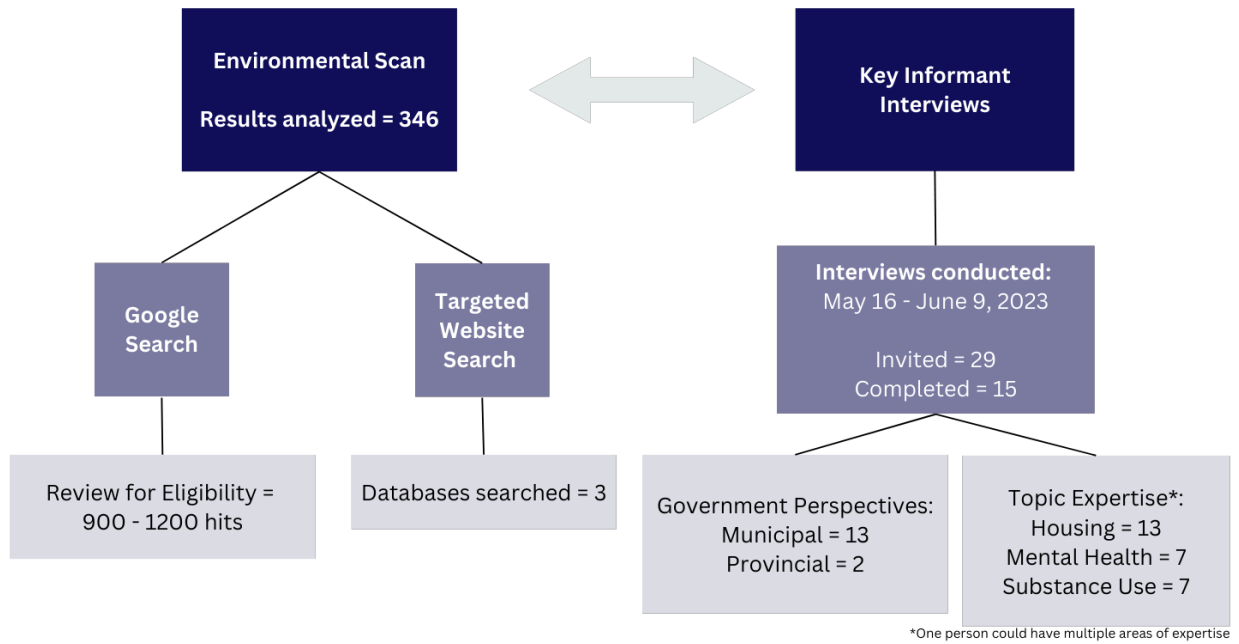 Environmental Scan
Results analyzed = 346
Key Informant
Interviews
Google
Search
Targeted
Website
Search
Interviews conducted:
May 16 - June 9, 2023
Invited = 29
Completed = 15
Review for Eligibility =
900 - 1200 hits
Databases searched = 3
Government Perspectives:
Municipal = 13
Provincial = 2
Topic Expertise*:
Housing = 13
Mental Health = 7
Substance Use = 7
*One person could have multiple areas of expertise